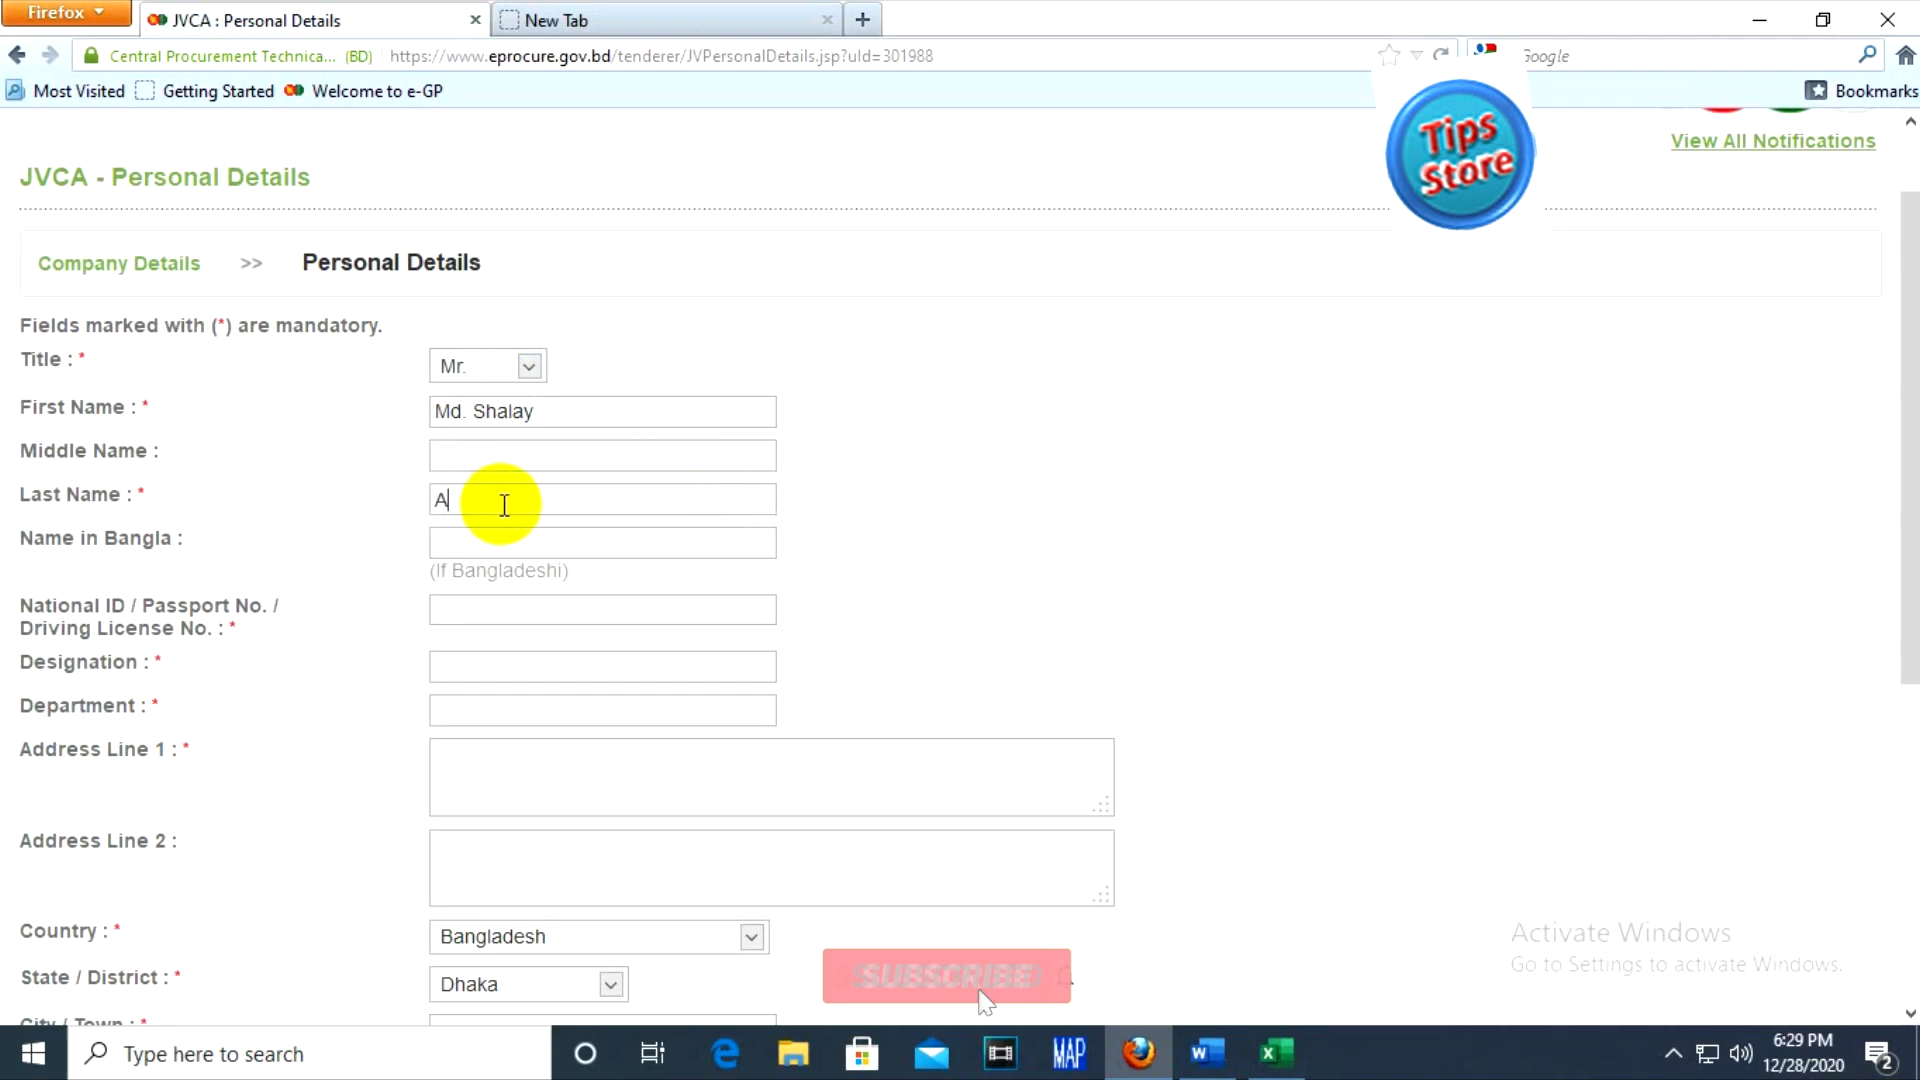 Firefox
JVCA : Personal Details
New Tab
Central Procurement Technica... (BD)
https://www.eprocure.gov.bd/tenderer/JVPersonalDetails.jsp?uId=301988
Google
Most Visited
Getting Started
Welcome to e-GP
Bookmarks
Tips
Store
View All Notifications
JVCA - Personal Details
Company Details >> Personal Details
Fields marked with (*) are mandatory.
Title : *
Mr.
First Name : *
Md. Shalay
Middle Name :
Last Name : *
A
Name in Bangla :
(If Bangladeshi)
National ID / Passport No. /
Driving License No. : *
Designation : *
Department : *
Address Line 1 : *
Address Line 2 :
Country : *
Bangladesh
State / District : *
Dhaka
City / Town : *
SUBSCRIBE
Activate Windows
Go to Settings to activate Windows.
Type here to search
MAP
6:29 PM
12/28/2020
2